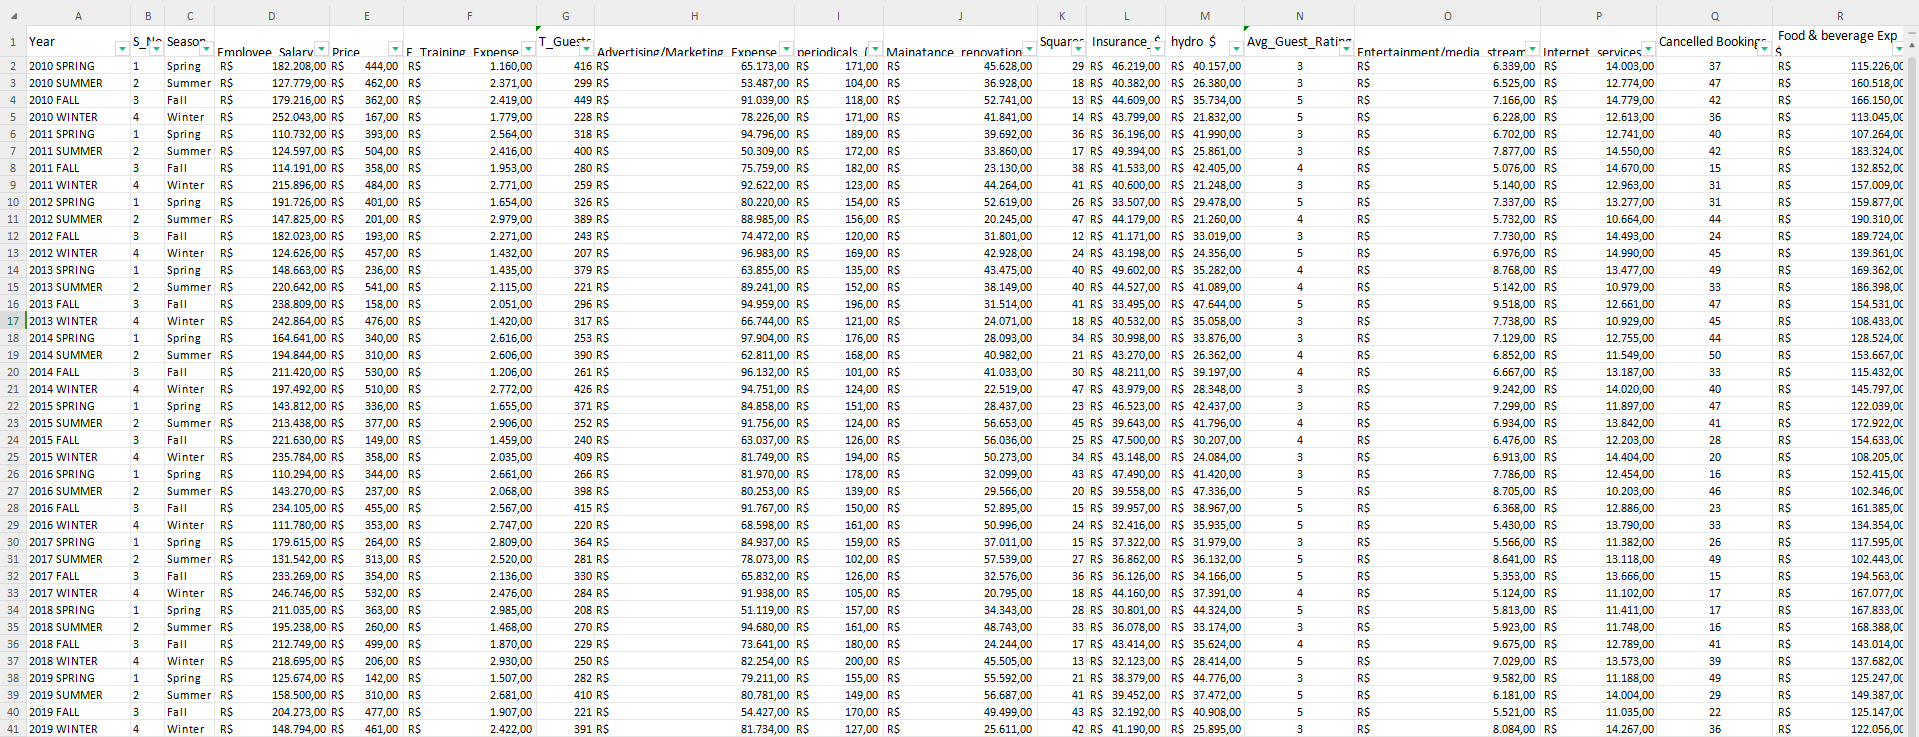 A B C D E F G H I J K L M N O P Q R
1 Year S_No Season Employee_Salary Price E_Training_Expense T_Guests Advertising/Marketing_Expense periodicals_( Mainatance_renovation Squares Insurance_$ hydro_$ Avg_Guest_Rating Entertainment/media_stream Internet_services Cancelled Bookings Food & beverage Exp $
2 2010 SPRING 1 Spring R$ 182.208,00 R$ 444,00 R$ 1.160,00 416 R$ 65.173,00 R$ 171,00 R$ 45.628,00 29 R$ 46.219,00 R$ 40.157,00 3 R$ 6.339,00 R$ 14.003,00 37 R$ 115.226,00
3 2010 SUMMER 2 Summer R$ 127.779,00 R$ 462,00 R$ 2.371,00 299 R$ 53.487,00 R$ 104,00 R$ 36.928,00 18 R$ 40.382,00 R$ 26.380,00 3 R$ 6.525,00 R$ 12.774,00 47 R$ 160.518,00
4 2010 FALL 3 Fall R$ 179.216,00 R$ 362,00 R$ 2.419,00 449 R$ 91.039,00 R$ 118,00 R$ 52.741,00 13 R$ 44.609,00 R$ 35.734,00 5 R$ 7.166,00 R$ 14.779,00 42 R$ 166.150,00
5 2010 WINTER 4 Winter R$ 252.043,00 R$ 167,00 R$ 1.779,00 228 R$ 78.226,00 R$ 171,00 R$ 41.841,00 14 R$ 43.799,00 R$ 21.832,00 5 R$ 6.228,00 R$ 12.613,00 36 R$ 113.045,00
6 2011 SPRING 1 Spring R$ 110.732,00 R$ 393,00 R$ 2.564,00 318 R$ 94.796,00 R$ 189,00 R$ 39.692,00 36 R$ 36.196,00 R$ 41.990,00 3 R$ 6.702,00 R$ 12.741,00 40 R$ 107.264,00
7 2011 SUMMER 2 Summer R$ 124.597,00 R$ 504,00 R$ 2.416,00 400 R$ 50.309,00 R$ 172,00 R$ 33.860,00 17 R$ 49.394,00 R$ 25.861,00 3 R$ 7.877,00 R$ 14.550,00 42 R$ 183.324,00
8 2011 FALL 3 Fall R$ 114.191,00 R$ 358,00 R$ 1.953,00 280 R$ 75.759,00 R$ 182,00 R$ 23.130,00 38 R$ 41.533,00 R$ 42.405,00 4 R$ 5.076,00 R$ 14.670,00 15 R$ 132.852,00
9 2011 WINTER 4 Winter R$ 215.896,00 R$ 484,00 R$ 2.771,00 259 R$ 92.622,00 R$ 123,00 R$ 44.264,00 41 R$ 40.600,00 R$ 21.248,00 3 R$ 5.140,00 R$ 12.963,00 31 R$ 157.009,00
10 2012 SPRING 1 Spring R$ 191.726,00 R$ 401,00 R$ 1.654,00 326 R$ 80.220,00 R$ 154,00 R$ 52.619,00 26 R$ 33.507,00 R$ 29.478,00 5 R$ 7.337,00 R$ 13.277,00 31 R$ 159.877,00
11 2012 SUMMER 2 Summer R$ 147.825,00 R$ 201,00 R$ 2.979,00 389 R$ 88.985,00 R$ 156,00 R$ 20.245,00 47 R$ 44.179,00 R$ 21.260,00 4 R$ 5.732,00 R$ 10.664,00 44 R$ 190.310,00
12 2012 FALL 3 Fall R$ 182.023,00 R$ 193,00 R$ 2.271,00 243 R$ 74.472,00 R$ 120,00 R$ 31.801,00 12 R$ 41.171,00 R$ 33.019,00 3 R$ 7.730,00 R$ 14.493,00 24 R$ 189.724,00
13 2012 WINTER 4 Winter R$ 124.626,00 R$ 457,00 R$ 1.432,00 207 R$ 96.983,00 R$ 169,00 R$ 42.928,00 24 R$ 43.198,00 R$ 24.356,00 5 R$ 6.976,00 R$ 14.990,00 45 R$ 139.361,00
14 2013 SPRING 1 Spring R$ 148.663,00 R$ 236,00 R$ 1.435,00 379 R$ 63.855,00 R$ 135,00 R$ 43.475,00 40 R$ 49.602,00 R$ 35.282,00 4 R$ 8.768,00 R$ 13.477,00 49 R$ 169.362,00
15 2013 SUMMER 2 Summer R$ 220.642,00 R$ 541,00 R$ 2.115,00 221 R$ 89.241,00 R$ 152,00 R$ 38.149,00 40 R$ 44.527,00 R$ 41.089,00 4 R$ 5.142,00 R$ 10.979,00 33 R$ 186.398,00
16 2013 FALL 3 Fall R$ 238.809,00 R$ 158,00 R$ 2.051,00 296 R$ 94.959,00 R$ 196,00 R$ 31.514,00 41 R$ 33.495,00 R$ 47.644,00 5 R$ 9.518,00 R$ 12.661,00 47 R$ 154.531,00
17 2013 WINTER 4 Winter R$ 242.864,00 R$ 476,00 R$ 1.420,00 317 R$ 66.744,00 R$ 121,00 R$ 24.071,00 18 R$ 40.532,00 R$ 35.058,00 3 R$ 7.738,00 R$ 10.929,00 45 R$ 108.433,00
18 2014 SPRING 1 Spring R$ 164.641,00 R$ 340,00 R$ 2.616,00 253 R$ 97.904,00 R$ 176,00 R$ 28.093,00 34 R$ 30.998,00 R$ 33.876,00 3 R$ 7.129,00 R$ 12.755,00 44 R$ 128.524,00
19 2014 SUMMER 2 Summer R$ 194.844,00 R$ 310,00 R$ 2.606,00 390 R$ 62.811,00 R$ 168,00 R$ 40.982,00 21 R$ 43.270,00 R$ 26.362,00 4 R$ 6.852,00 R$ 11.549,00 50 R$ 153.667,00
20 2014 FALL 3 Fall R$ 211.420,00 R$ 530,00 R$ 1.206,00 261 R$ 96.132,00 R$ 101,00 R$ 41.033,00 30 R$ 48.211,00 R$ 39.197,00 4 R$ 6.667,00 R$ 13.187,00 33 R$ 115.432,00
21 2014 WINTER 4 Winter R$ 197.492,00 R$ 510,00 R$ 2.772,00 426 R$ 94.751,00 R$ 124,00 R$ 22.519,00 47 R$ 43.979,00 R$ 28.348,00 3 R$ 9.242,00 R$ 14.020,00 40 R$ 145.797,00
22 2015 SPRING 1 Spring R$ 143.812,00 R$ 336,00 R$ 1.655,00 371 R$ 84.858,00 R$ 151,00 R$ 28.437,00 23 R$ 46.523,00 R$ 42.437,00 3 R$ 7.299,00 R$ 11.897,00 47 R$ 122.039,00
23 2015 SUMMER 2 Summer R$ 213.438,00 R$ 377,00 R$ 2.906,00 252 R$ 91.756,00 R$ 124,00 R$ 56.653,00 45 R$ 39.643,00 R$ 41.796,00 4 R$ 6.934,00 R$ 13.842,00 41 R$ 172.922,00
24 2015 FALL 3 Fall R$ 221.630,00 R$ 149,00 R$ 1.459,00 240 R$ 63.037,00 R$ 126,00 R$ 56.036,00 25 R$ 47.500,00 R$ 30.207,00 4 R$ 6.476,00 R$ 12.203,00 28 R$ 154.633,00
25 2015 WINTER 4 Winter R$ 235.784,00 R$ 358,00 R$ 2.035,00 409 R$ 81.749,00 R$ 194,00 R$ 50.273,00 34 R$ 43.148,00 R$ 24.084,00 3 R$ 6.913,00 R$ 14.404,00 20 R$ 108.205,00
26 2016 SPRING 1 Spring R$ 110.294,00 R$ 344,00 R$ 2.661,00 266 R$ 81.970,00 R$ 178,00 R$ 32.099,00 43 R$ 47.490,00 R$ 41.420,00 3 R$ 7.786,00 R$ 12.454,00 16 R$ 152.415,00
27 2016 SUMMER 2 Summer R$ 143.270,00 R$ 237,00 R$ 2.068,00 398 R$ 80.253,00 R$ 139,00 R$ 29.566,00 20 R$ 39.558,00 R$ 47.336,00 5 R$ 8.705,00 R$ 10.203,00 46 R$ 102.346,00
28 2016 FALL 3 Fall R$ 234.105,00 R$ 455,00 R$ 2.567,00 415 R$ 91.767,00 R$ 150,00 R$ 52.895,00 15 R$ 39.957,00 R$ 38.967,00 5 R$ 6.368,00 R$ 12.886,00 23 R$ 161.385,00
29 2016 WINTER 4 Winter R$ 111.780,00 R$ 353,00 R$ 2.747,00 220 R$ 68.598,00 R$ 161,00 R$ 50.996,00 24 R$ 32.416,00 R$ 35.935,00 5 R$ 5.430,00 R$ 13.790,00 33 R$ 134.354,00
30 2017 SPRING 1 Spring R$ 179.615,00 R$ 264,00 R$ 2.809,00 364 R$ 84.937,00 R$ 159,00 R$ 37.011,00 15 R$ 37.322,00 R$ 31.979,00 3 R$ 5.566,00 R$ 11.382,00 26 R$ 117.595,00
31 2017 SUMMER 2 Summer R$ 131.542,00 R$ 313,00 R$ 2.520,00 281 R$ 78.073,00 R$ 102,00 R$ 57.539,00 27 R$ 36.862,00 R$ 36.132,00 5 R$ 8.641,00 R$ 13.118,00 49 R$ 102.443,00
32 2017 FALL 3 Fall R$ 233.269,00 R$ 354,00 R$ 2.136,00 330 R$ 65.832,00 R$ 126,00 R$ 32.576,00 36 R$ 36.126,00 R$ 34.166,00 5 R$ 5.353,00 R$ 13.666,00 15 R$ 194.563,00
33 2017 WINTER 4 Winter R$ 246.746,00 R$ 532,00 R$ 2.476,00 284 R$ 91.938,00 R$ 105,00 R$ 20.795,00 18 R$ 44.160,00 R$ 37.391,00 4 R$ 5.124,00 R$ 11.102,00 17 R$ 167.077,00
34 2018 SPRING 1 Spring R$ 211.035,00 R$ 363,00 R$ 2.985,00 208 R$ 51.119,00 R$ 157,00 R$ 34.343,00 28 R$ 30.801,00 R$ 44.324,00 5 R$ 5.813,00 R$ 11.411,00 17 R$ 167.833,00
35 2018 SUMMER 2 Summer R$ 195.238,00 R$ 260,00 R$ 1.468,00 270 R$ 94.680,00 R$ 161,00 R$ 48.743,00 33 R$ 36.078,00 R$ 33.174,00 3 R$ 5.923,00 R$ 11.748,00 16 R$ 168.388,00
36 2018 FALL 3 Fall R$ 212.749,00 R$ 499,00 R$ 1.870,00 229 R$ 73.641,00 R$ 180,00 R$ 24.244,00 17 R$ 43.414,00 R$ 35.624,00 4 R$ 9.675,00 R$ 12.789,00 41 R$ 143.014,00
37 2018 WINTER 4 Winter R$ 218.695,00 R$ 206,00 R$ 2.930,00 250 R$ 82.254,00 R$ 200,00 R$ 45.505,00 13 R$ 32.123,00 R$ 28.414,00 5 R$ 7.029,00 R$ 13.573,00 39 R$ 137.682,00
38 2019 SPRING 1 Spring R$ 125.674,00 R$ 142,00 R$ 1.507,00 282 R$ 79.211,00 R$ 155,00 R$ 55.592,00 21 R$ 38.379,00 R$ 44.776,00 3 R$ 9.582,00 R$ 11.188,00 49 R$ 125.247,00
39 2019 SUMMER 2 Summer R$ 158.500,00 R$ 310,00 R$ 2.681,00 410 R$ 80.781,00 R$ 149,00 R$ 56.687,00 41 R$ 39.452,00 R$ 37.472,00 5 R$ 6.181,00 R$ 14.004,00 29 R$ 149.387,00
40 2019 FALL 3 Fall R$ 204.273,00 R$ 477,00 R$ 1.907,00 221 R$ 54.427,00 R$ 170,00 R$ 49.499,00 43 R$ 32.192,00 R$ 40.908,00 5 R$ 5.521,00 R$ 11.035,00 22 R$ 125.147,00
41 2019 WINTER 4 Winter R$ 148.794,00 R$ 461,00 R$ 2.422,00 391 R$ 81.734,00 R$ 127,00 R$ 25.611,00 42 R$ 41.190,00 R$ 25.895,00 3 R$ 8.084,00 R$ 14.267,00 36 R$ 122.056,00